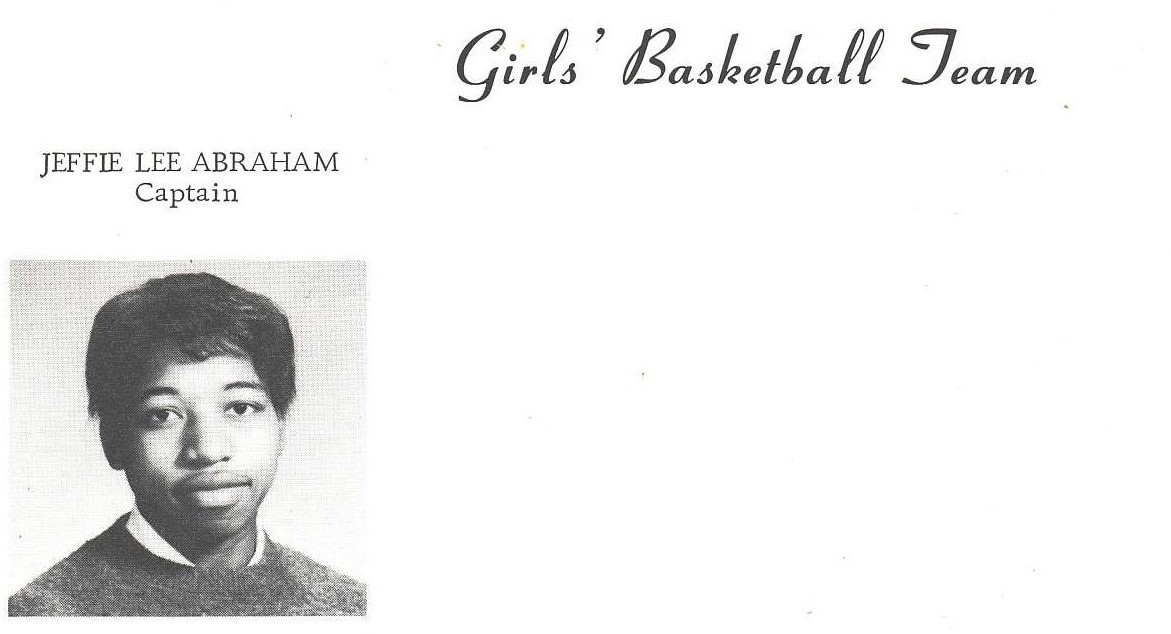 Girls' Basketball Team
JEFFIE LEE ABRAHAM
Captain